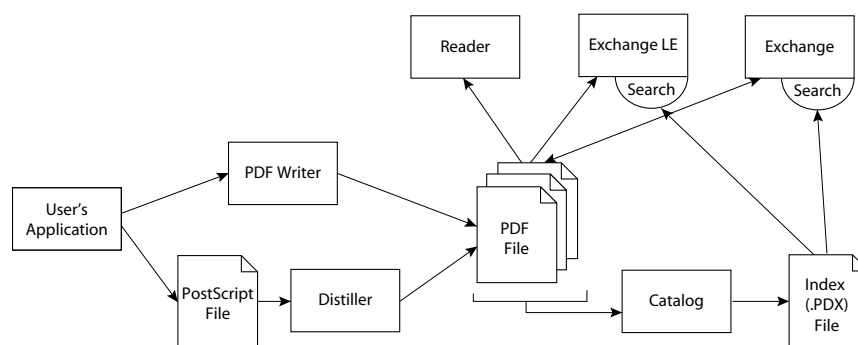 Reader
Exchange LE
Search
Exchange
Search
PDF Writer
User's
Application
PDF
File
PostScript
File
Distiller
Catalog
Index
(.PDX)
File